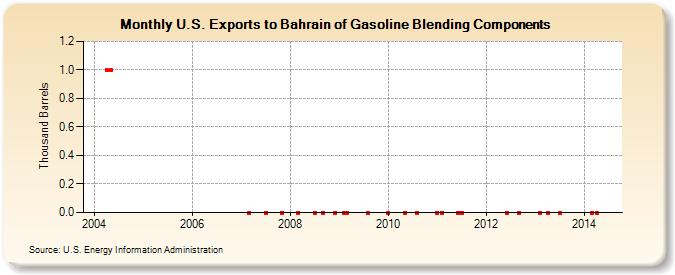 Monthly U.S. Exports to Bahrain of Gasoline Blending Components
Thousand Barrels
1.2
1.0
0.8
0.6
0.4
0.2
0.0
2004 2006 2008 2010 2012 2014
Source: U.S. Energy Information Administration